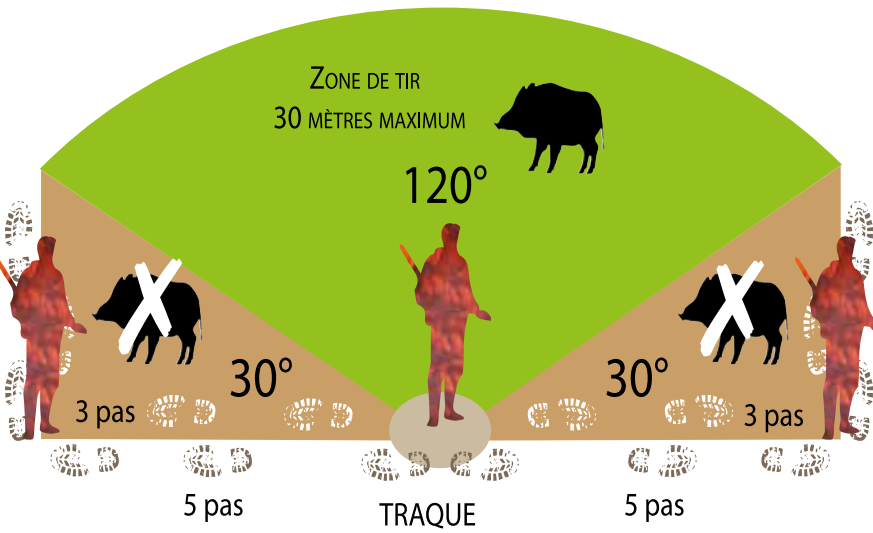 Zone de tir
30 mètres maximum
120°
30°
30°
3 pas
3 pas
5 pas
TRAQUE
5 pas